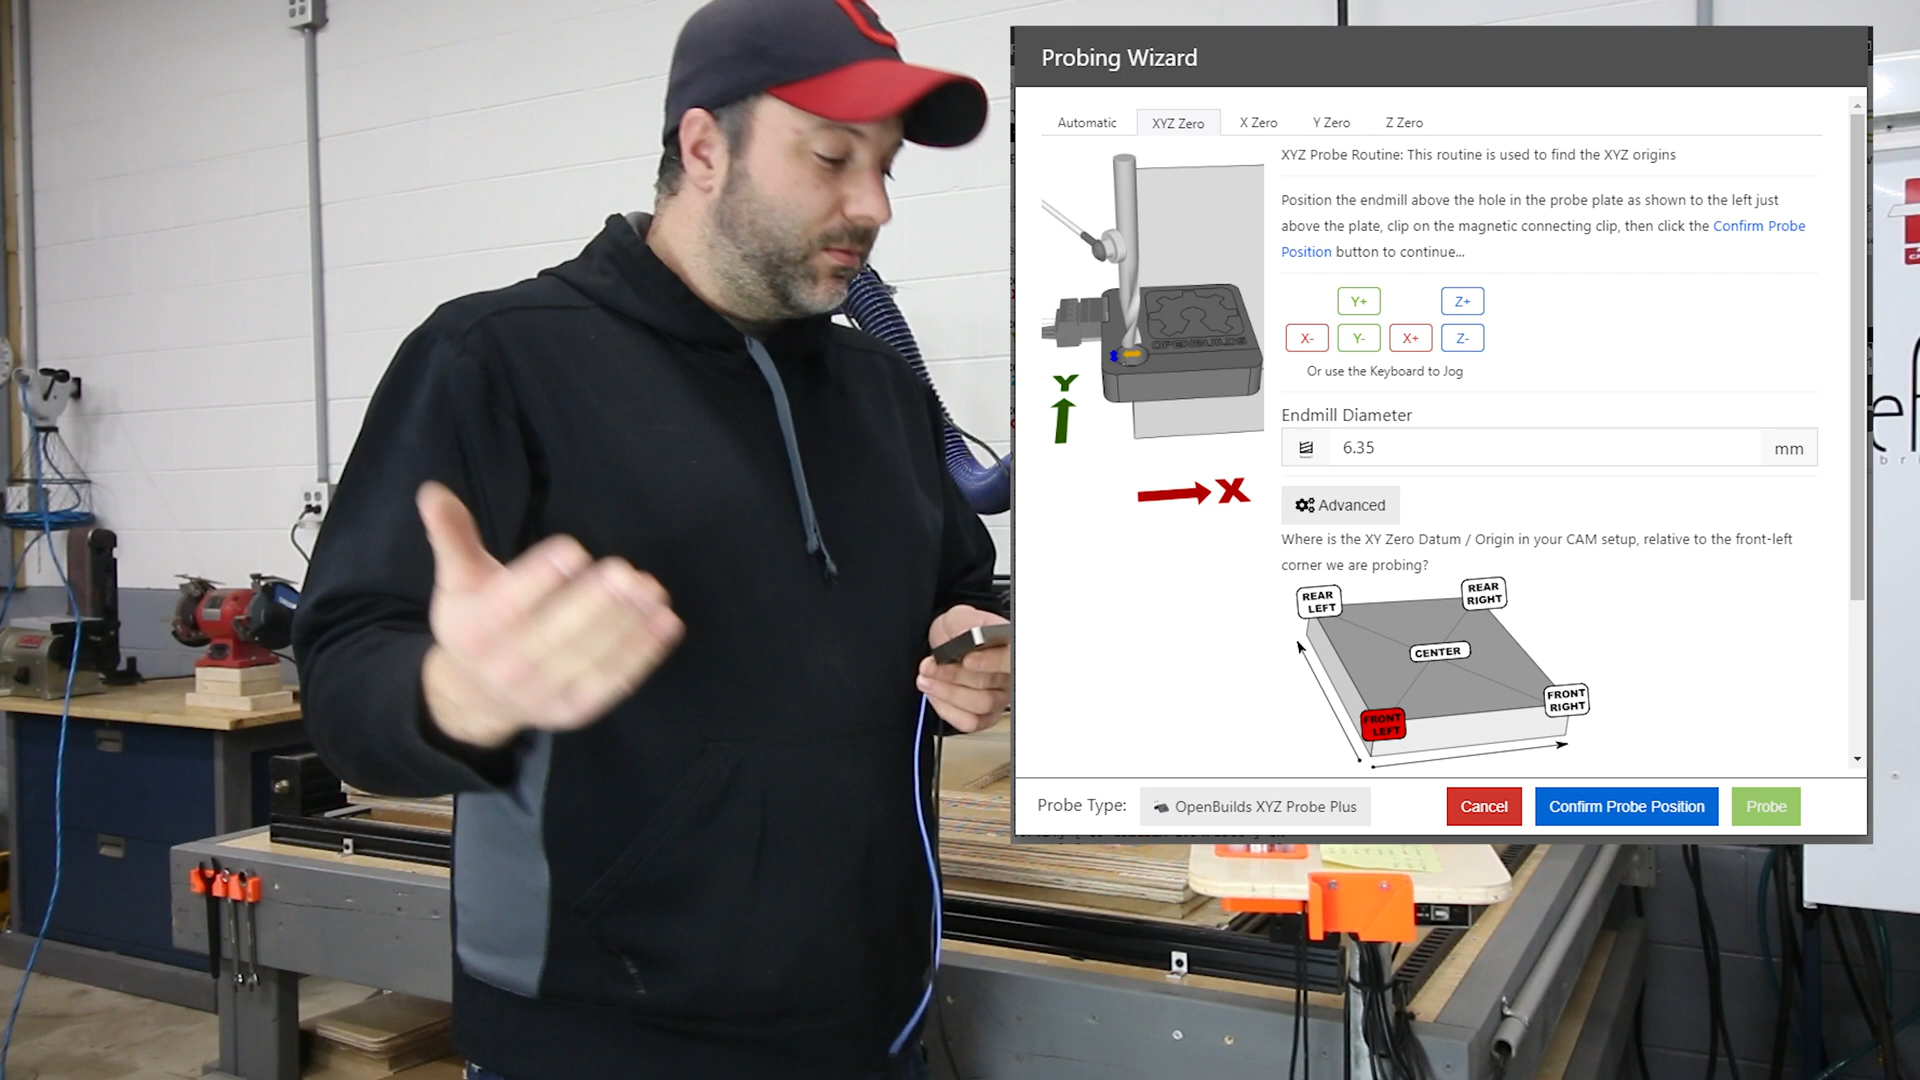 Probing Wizard
Automatic XYZ Zero X Zero Y Zero Z Zero
XYZ Probe Routine: This routine is used to find the XYZ origins
Position the endmill above the hole in the probe plate as shown to the left just
above the plate, clip on the magnetic connecting clip, then click the Confirm Probe
Position button to continue...
Y+ Z+
X- Y- X+ Z-
Or use the Keyboard to Jog
OPENBUILDS
Y
X
Endmill Diameter
6.35 mm
Advanced
Where is the XY Zero Datum / Origin in your CAM setup, relative to the front-left
corner we are probing?
REAR
LEFT
REAR
RIGHT
CENTER
FRONT
RIGHT
FRONT
LEFT
Probe Type: OpenBuilds XYZ Probe Plus Cancel Confirm Probe Position Probe